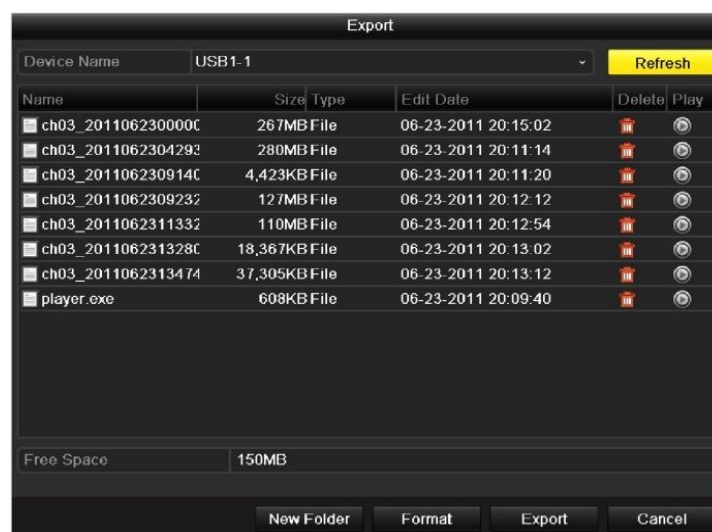 Export
Device Name USB1-1 Refresh
Name Size Type Edit Date Delete Play
ch03_2011062300000 267MB File 06-23-2011 20:15:02
ch03_2011062304293 280MB File 06-23-2011 20:11:14
ch03_2011062309140 4,423KB File 06-23-2011 20:11:20
ch03_2011062309232 127MB File 06-23-2011 20:12:12
ch03_2011062311332 110MB File 06-23-2011 20:12:54
ch03_2011062313280 18,367KB File 06-23-2011 20:13:02
ch03_2011062313474 37,305KB File 06-23-2011 20:13:12
player.exe 608KB File 06-23-2011 20:09:40
Free Space 150MB
New Folder Format Export Cancel